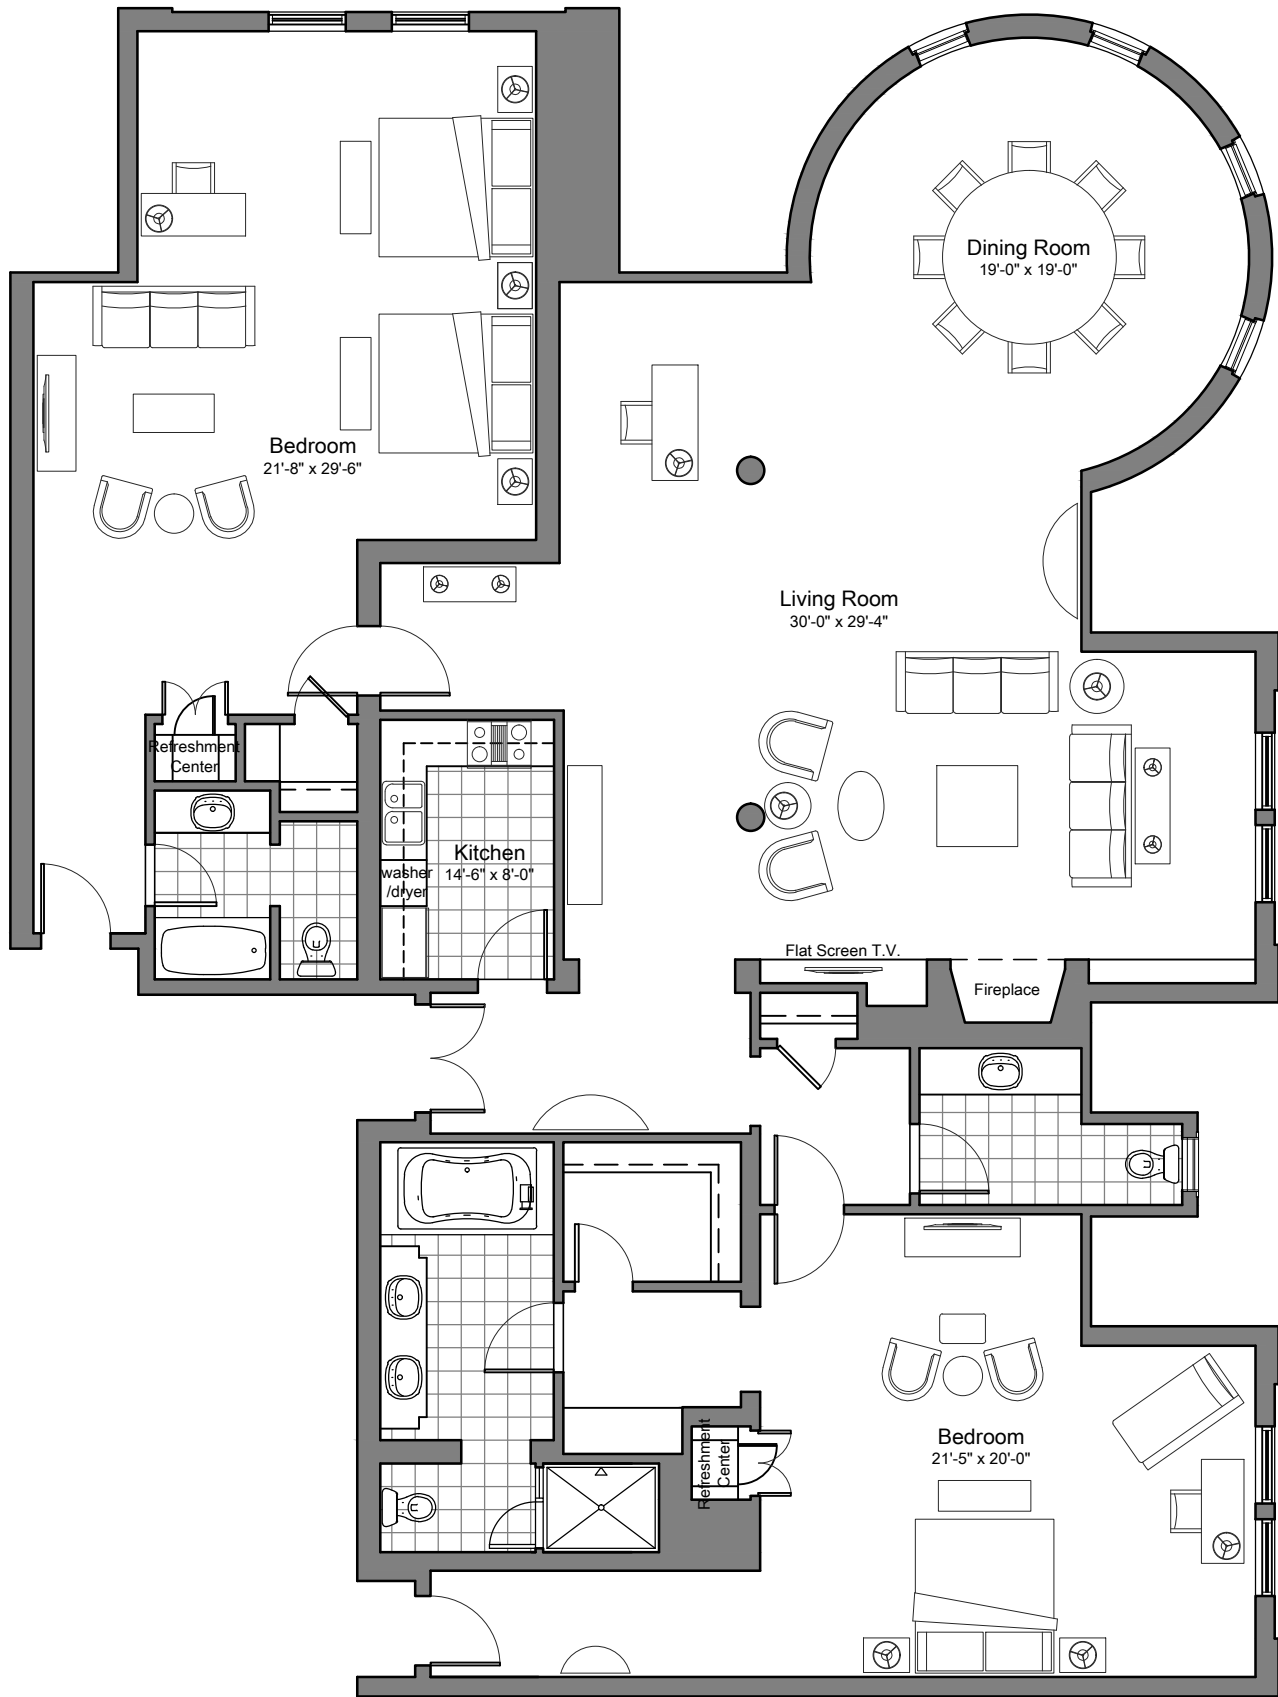 Dining Room
19'-0" x 19'-0"
Bedroom
21'-8" x 29'-6"
Living Room
30'-0" x 29'-4"
Refreshment
Center
Kitchen
14'-6" x 8'-0"
washer
/dryer
Flat Screen T.V.
Fireplace
Refreshment
Center
Bedroom
21'-5" x 20'-0"